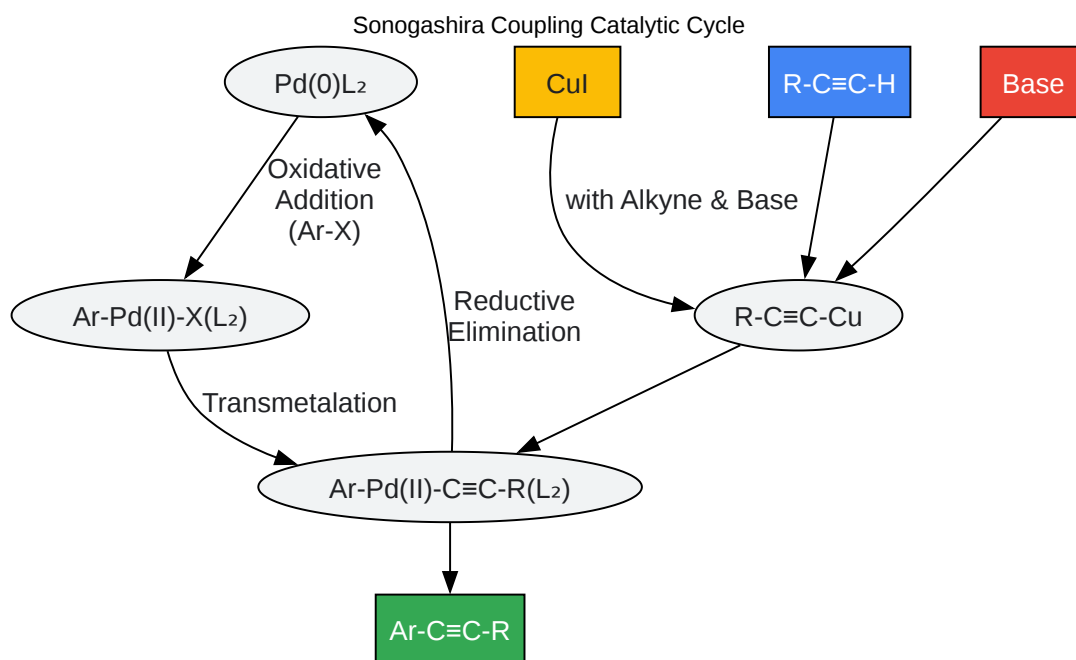 Sonogashira Coupling Catalytic Cycle
Pd(0)L₂
CuI
R-C≡C-H
Base
Oxidative
Addition
(Ar-X)
with Alkyne & Base
Ar-Pd(II)-X(L₂)
Reductive
Elimination
R-C≡C-Cu
Transmetalation
Ar-Pd(II)-C≡C-R(L₂)
Ar-C≡C-R